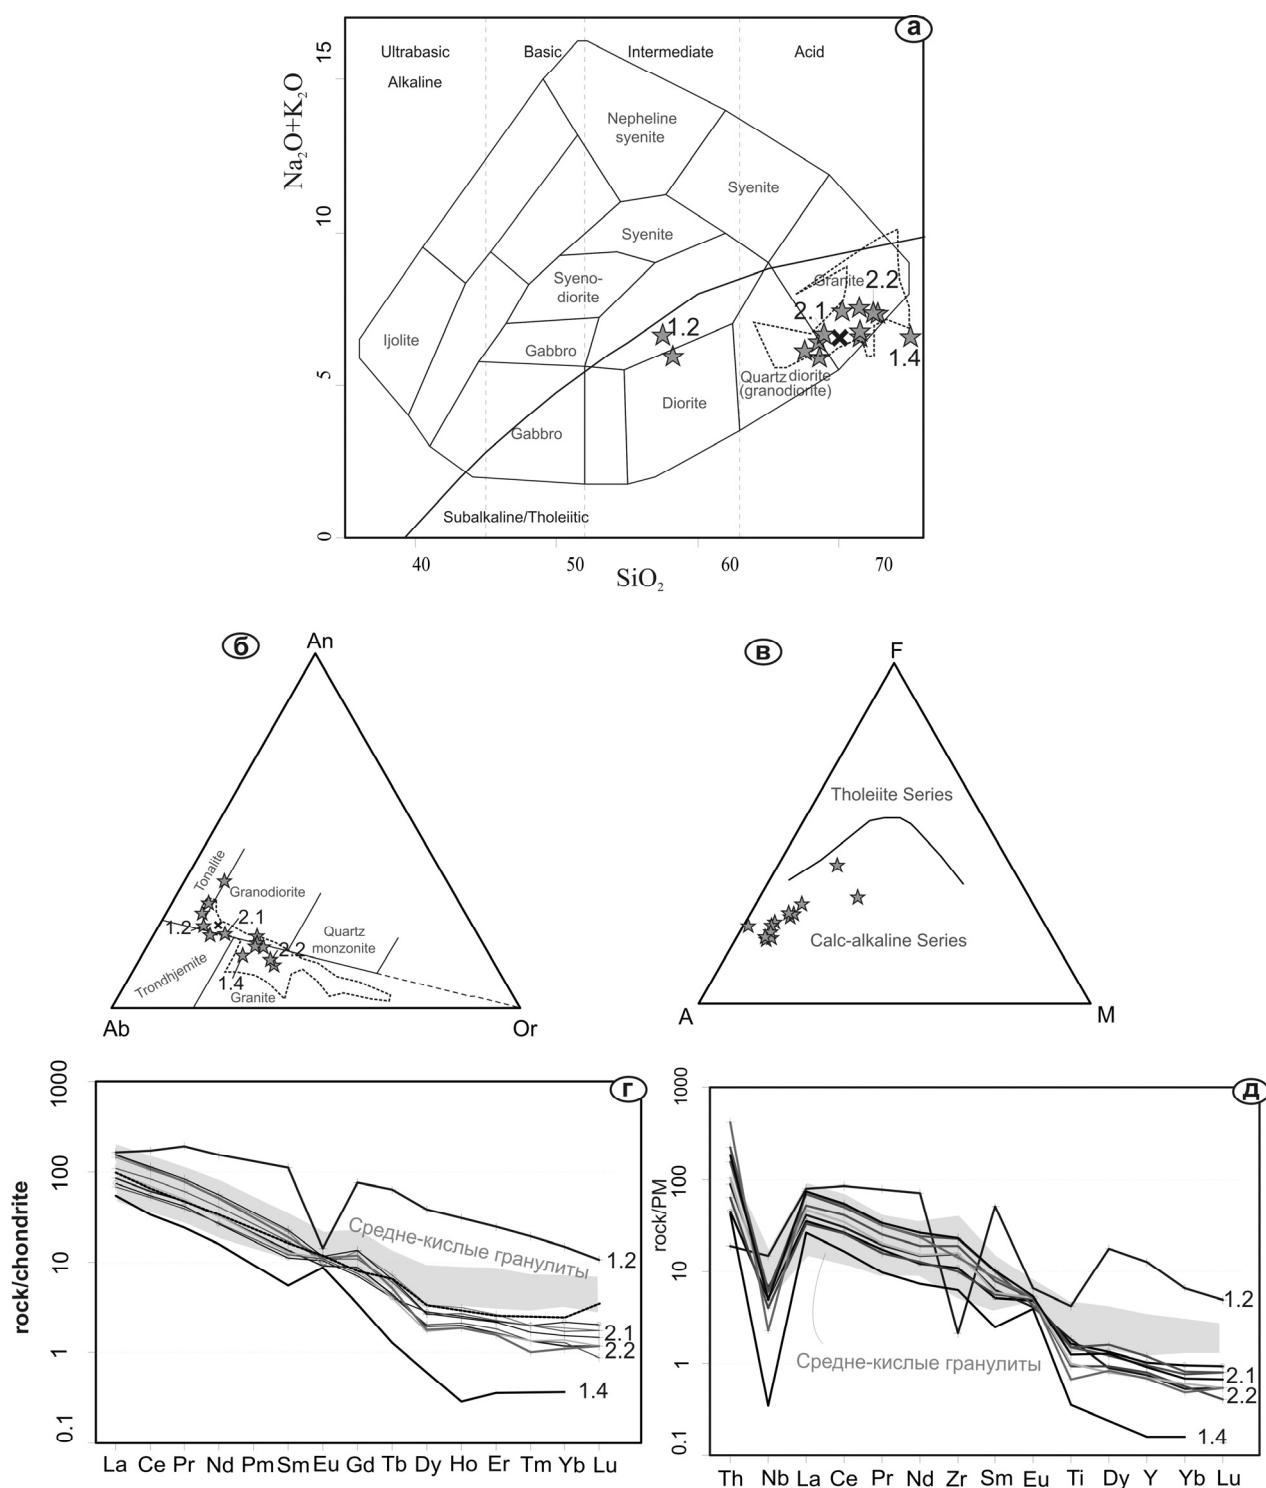 а
Ultrabasic Basic Intermediate Acid
Alkaline
Na₂O+K₂O
15
10
5
0
Nepheline
syenite
Syenite
Syenite
Syeno-
diorite
Ijolite
Gabbro
Gabbro
Diorite
Granite
Quartz diorite
(granodiorite)
1.2
2.1
2.2
1.4
Subalkaline/Tholeiitic
40 50 60 70
SiO₂
б
An
Tonalite
Granodiorite
1.2
2.1
2.2
1.4
Quartz
monzonite
Trondhjemite
Granite
Ab
Or
в
F
Tholeiite Series
Calc-alkaline Series
A
M
г
rock/chondrite
1000
100
10
1
0.1
Средне-кислые гранулиты
1.2
2.1
2.2
1.4
La Ce Pr Nd Pm Sm Eu Gd Tb Dy Ho Er Tm Yb Lu
д
rock/PM
1000
100
10
1
0.1
Средне-кислые гранулиты
1.2
2.1
2.2
1.4
Th Nb La Ce Pr Nd Zr Sm Eu Ti Dy Y Yb Lu